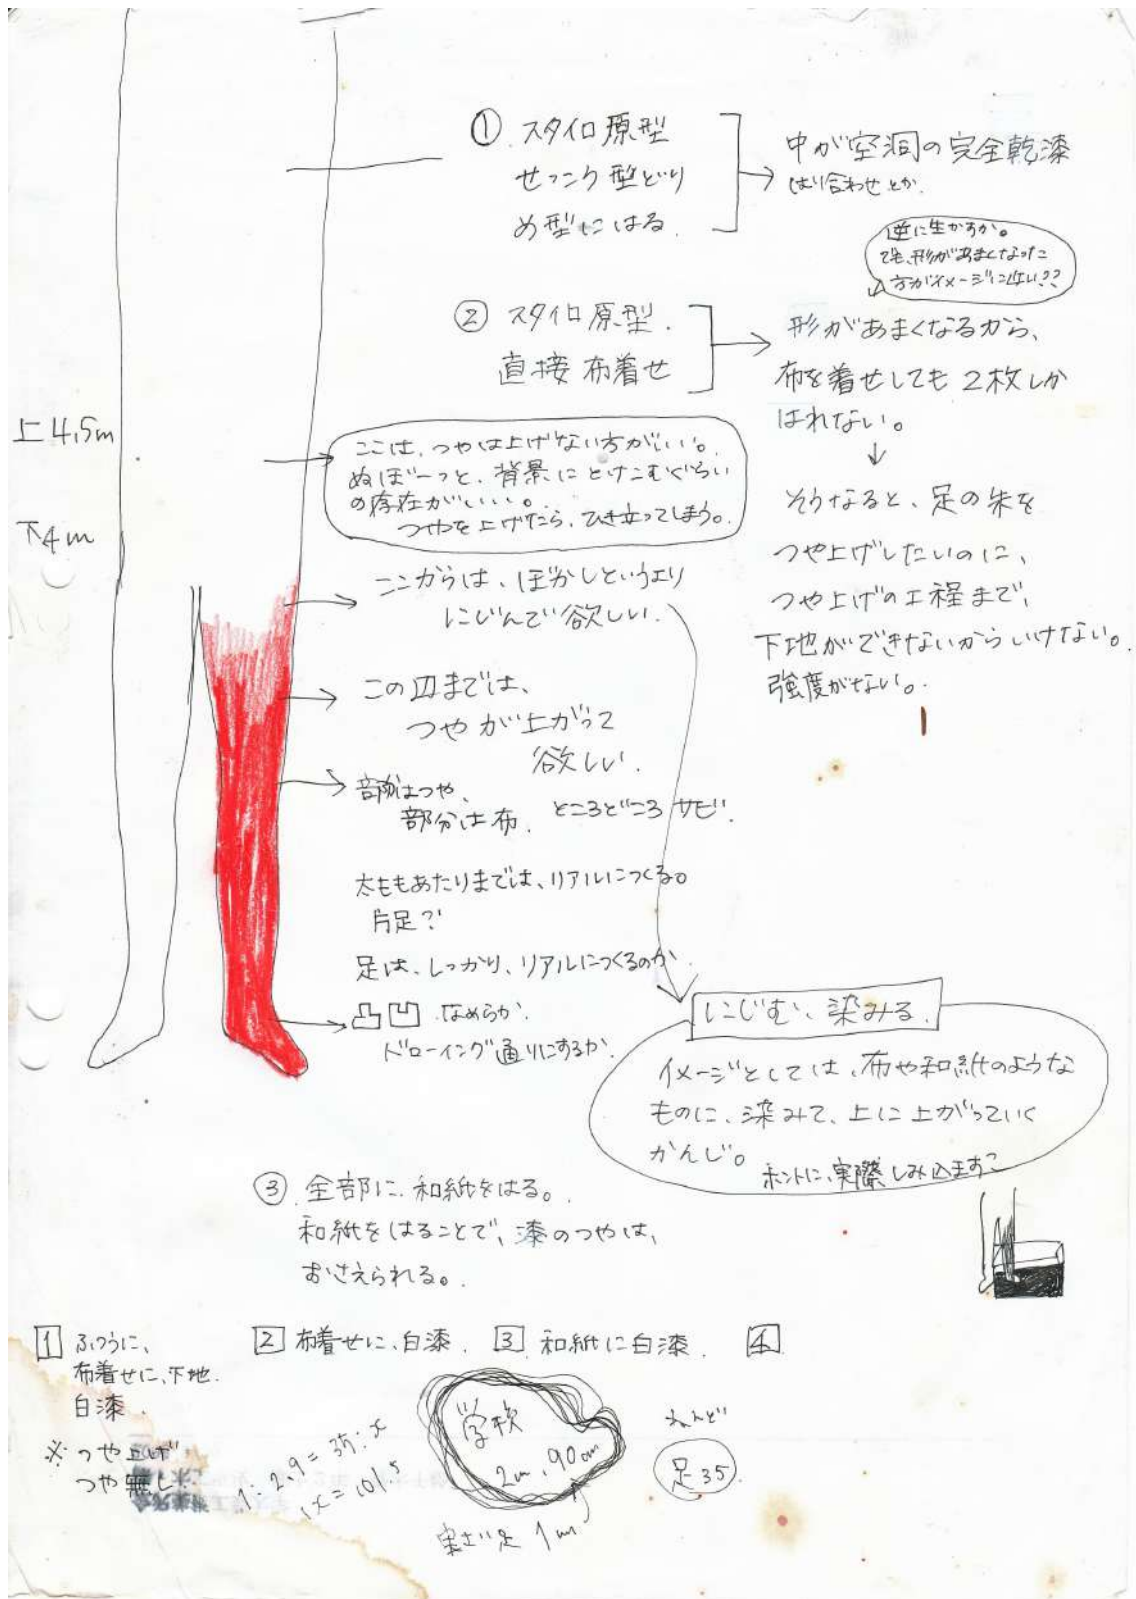 ① スタイロ原型
せっこう型どり
め型にはる.
中が空洞の完全乾漆
はり合わせとか.
逆に生かすか。
でも、形があまくなった
方がイメージに近い??
② スタイロ原型.
直接布着せ
形があまくなるから、
布を着せしても2枚しか
はれない。
↓
そうなると、足の朱を
つや上げしたいのに、
つや上げの工程まで、
下地ができないからいけない。
強度がない。
上4.5m
下4m
ここは、つやは上げない方がいい。
ぬぼーっと、背景にとけこむぐらい
の存在がいい。
つやを上げたら、ひき立ってしまう。
ここからは、ぼかしというより
にじんで欲しい.
この辺までは、
つやが上がって
欲しい.
部分はつや、
部分は布. ところどころサビ.
太ももあたりまでは、リアルにつくる。
片足?
足は、しっかり、リアルにつくるのか.
凸凹 .なめらか.
ドローイング通りにするか.
にじむ、染みる.
イメージとしては、布や和紙のような
ものに、染みて、上に上がっていく
かんじ。
ホントに、実際しみ込ますこ
③ 全部に、和紙をはる。
和紙をはることで、漆のつやは、
おさえられる。
1 ふつうに、
布着せに、下地.
白漆.
※つや上げ
つや無し
2 布着せに、白漆.
3 和紙に白漆.
4
1:2.9=35:x
x=101.5
学校
2m.90cm
足 1m
足35.